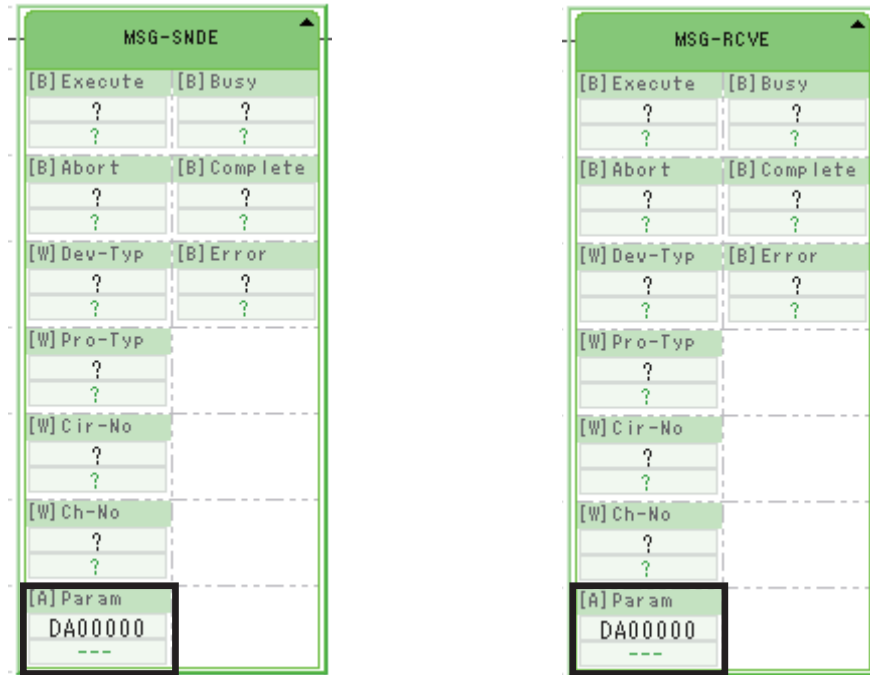 MSG-SNDE
[B]Execute [B]Busy
? ?
? ?
[B]Abort [B]Complete
? ?
? ?
[W]Dev-Typ [B]Error
? ?
? ?
[W]Pro-Typ
?
?
[W]Cir-No
?
?
[W]Ch-No
?
?
[A]Param
DA00000
---
MSG-RCVE
[B]Execute [B]Busy
? ?
? ?
[B]Abort [B]Complete
? ?
? ?
[W]Dev-Typ [B]Error
? ?
? ?
[W]Pro-Typ
?
?
[W]Cir-No
?
?
[W]Ch-No
?
?
[A]Param
DA00000
---